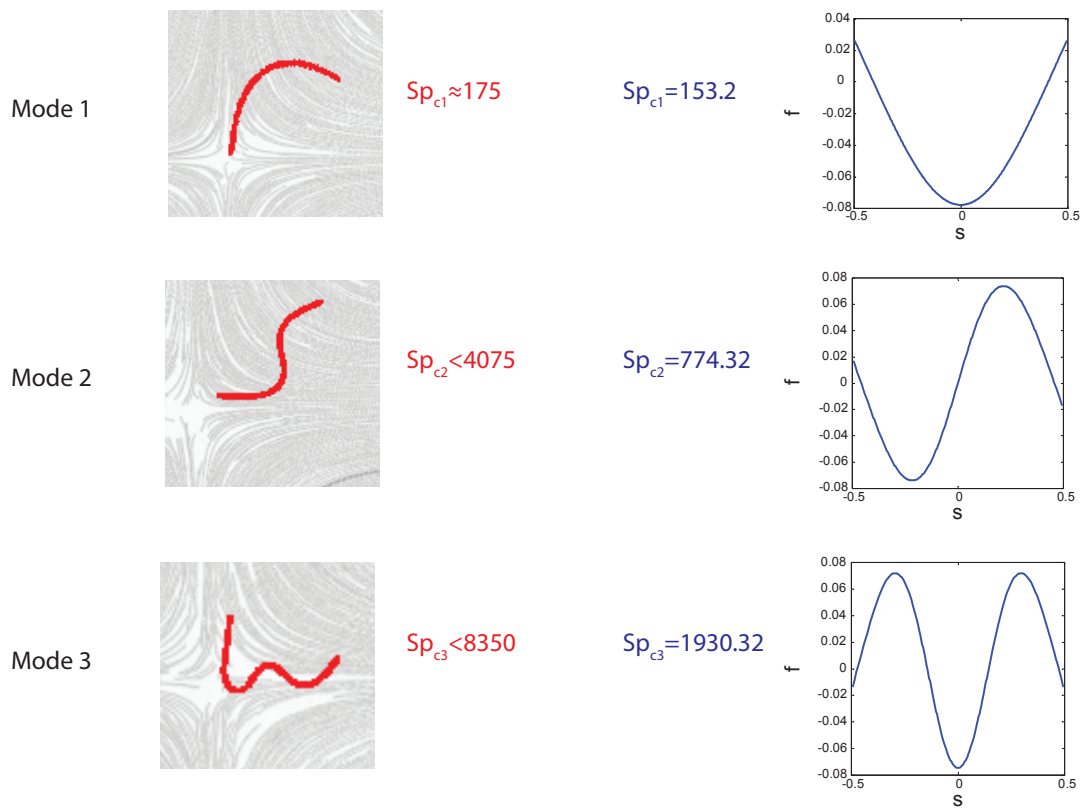 Mode 1
Sp_c1≈175
Sp_c1=153.2
0.04
0.02
0
-0.02
-0.04
-0.06
-0.08
f
-0.5
0
0.5
s
Mode 2
Sp_c2<4075
Sp_c2=774.32
0.08
0.06
0.04
0.02
0
-0.02
-0.04
-0.06
-0.08
f
-0.5
0
0.5
s
Mode 3
Sp_c3<8350
Sp_c3=1930.32
0.08
0.06
0.04
0.02
0
-0.02
-0.04
-0.06
-0.08
f
-0.5
0
0.5
s